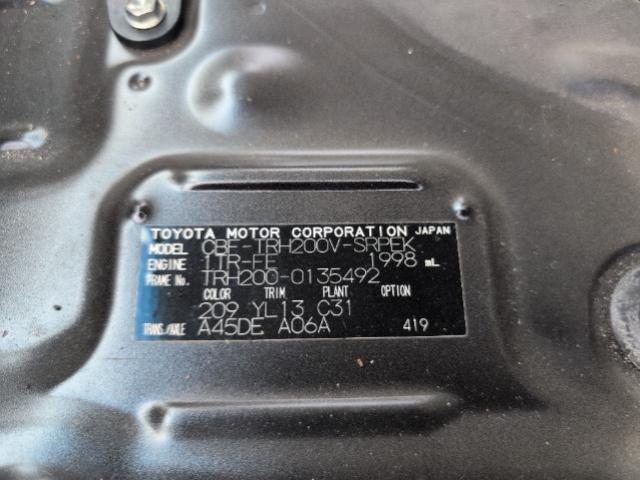 TOYOTA MOTOR CORPORATION JAPAN
MODEL CBF-TRH200V-SRPEK
ENGINE 1TR-FE 1998 mL
FRAME No. TRH200-0135492
COLOR TRIM PLANT OPTION
209 YL13 C31
TRANS./AXLE A45DE A06A 419